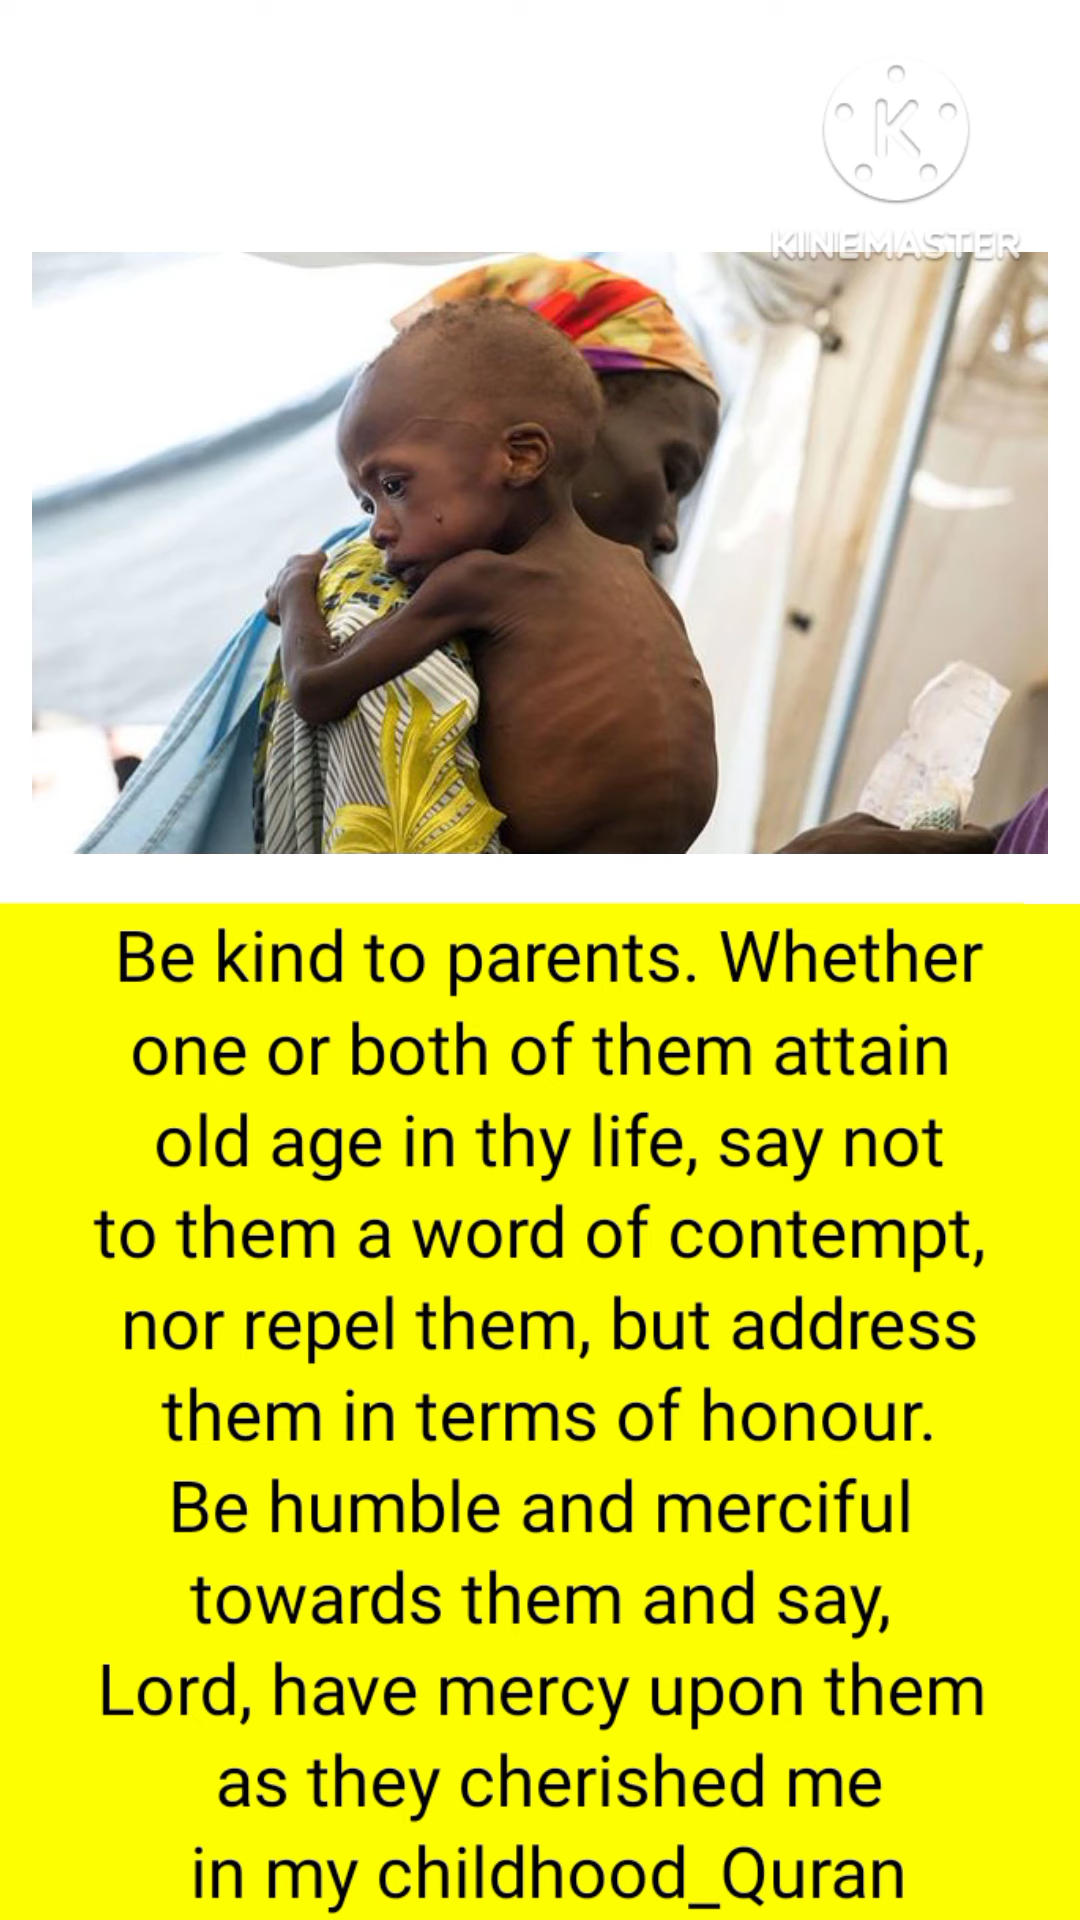 K
KINEMASTER
Be kind to parents. Whether
one or both of them attain
old age in thy life, say not
to them a word of contempt,
nor repel them, but address
them in terms of honour.
Be humble and merciful
towards them and say,
Lord, have mercy upon them
as they cherished me
in my childhood_Quran